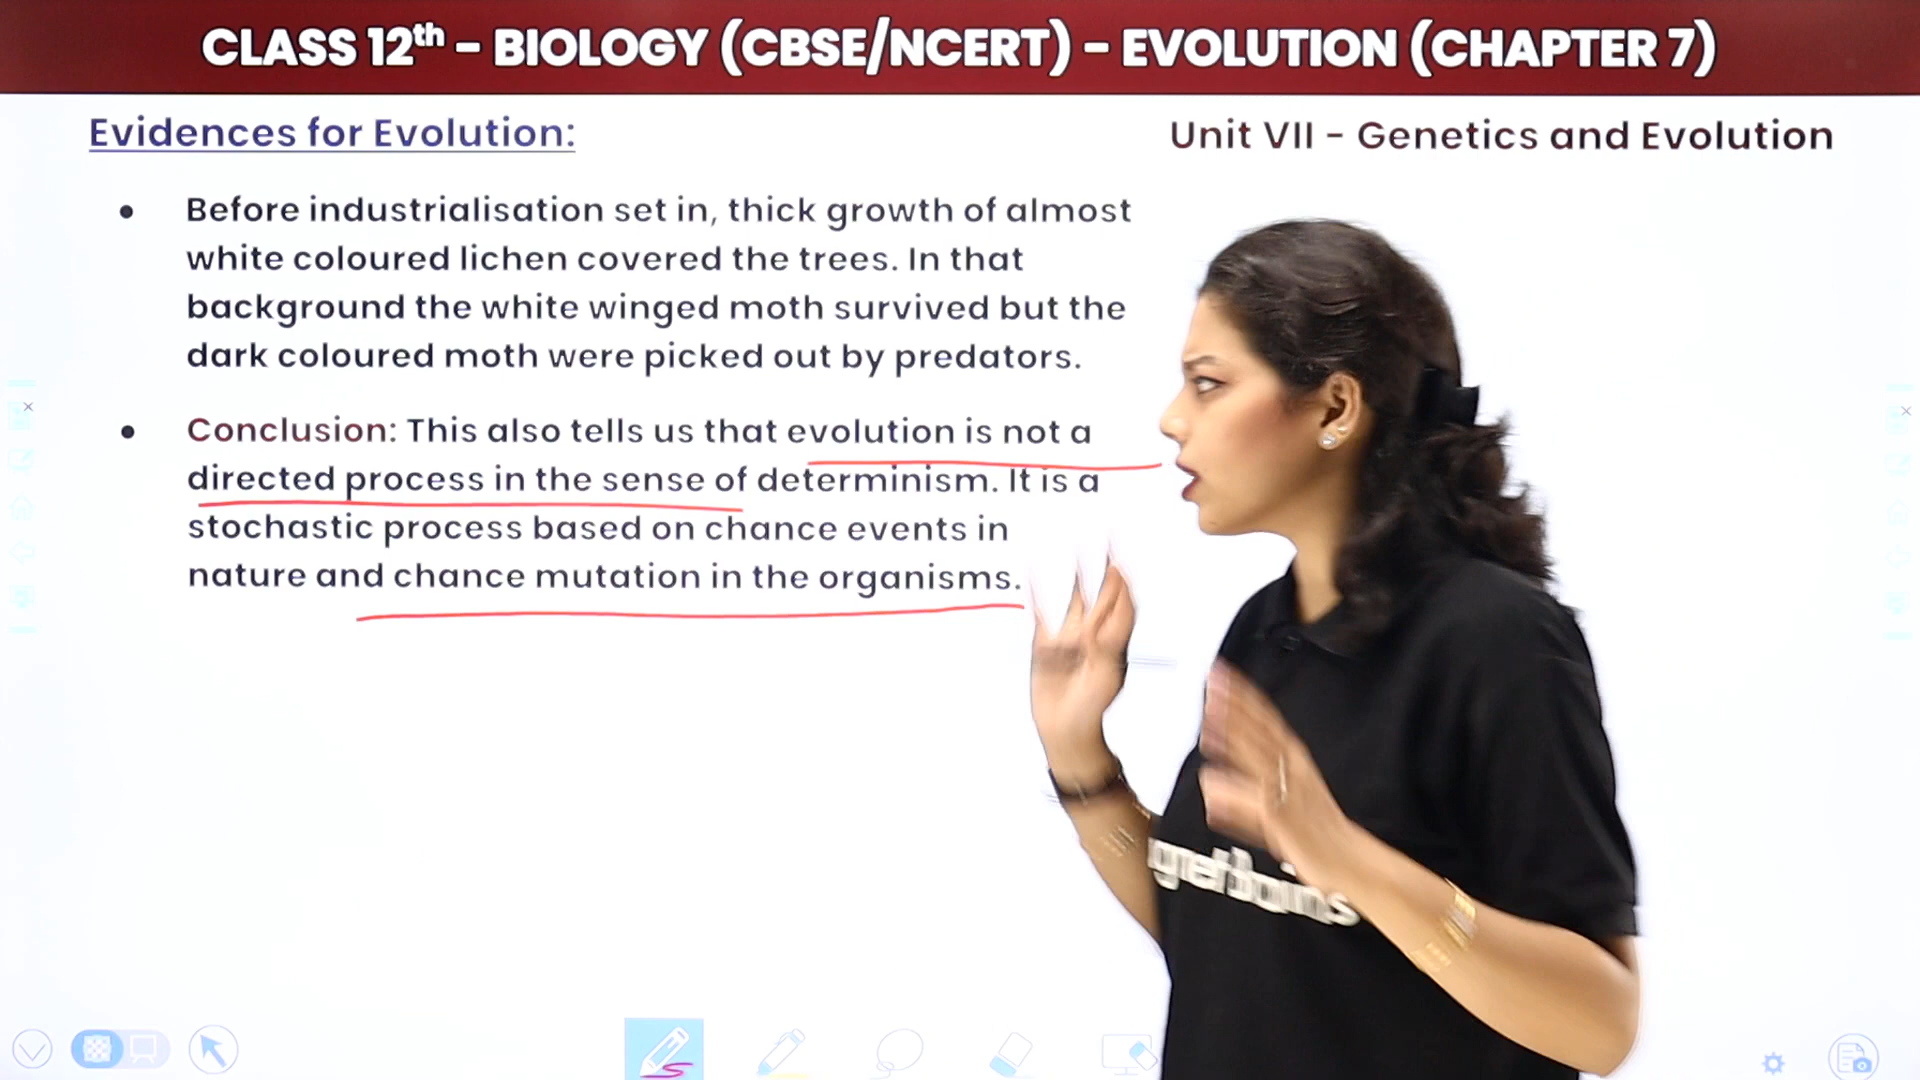 CLASS 12th – BIOLOGY (CBSE/NCERT) – EVOLUTION (CHAPTER 7)
Evidences for Evolution:
Unit VII – Genetics and Evolution
• Before industrialisation set in, thick growth of almost
white coloured lichen covered the trees. In that
background the white winged moth survived but the
dark coloured moth were picked out by predators.
• Conclusion: This also tells us that evolution is not a
directed process in the sense of determinism. It is a
stochastic process based on chance events in
nature and chance mutation in the organisms.